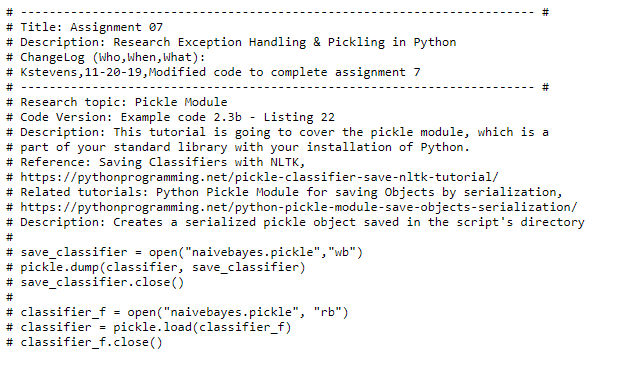 # ------------------------------------------------------------------------ #
# Title: Assignment 07
# Description: Research Exception Handling & Pickling in Python
# ChangeLog (Who,When,What):
# Kstevens,11-20-19,Modified code to complete assignment 7
# ------------------------------------------------------------------------ #
# Research topic: Pickle Module
# Code Version: Example code 2.3b - Listing 22
# Description: This tutorial is going to cover the pickle module, which is a
# part of your standard library with your installation of Python.
# Reference: Saving Classifiers with NLTK,
# https://pythonprogramming.net/pickle-classifier-save-nltk-tutorial/
# Related tutorials: Python Pickle Module for saving Objects by serialization,
# https://pythonprogramming.net/python-pickle-module-save-objects-serialization/
# Description: Creates a serialized pickle object saved in the script's directory
#
# save_classifier = open("naivebayes.pickle","wb")
# pickle.dump(classifier, save_classifier)
# save_classifier.close()
#
# classifier_f = open("naivebayes.pickle", "rb")
# classifier = pickle.load(classifier_f)
# classifier_f.close()